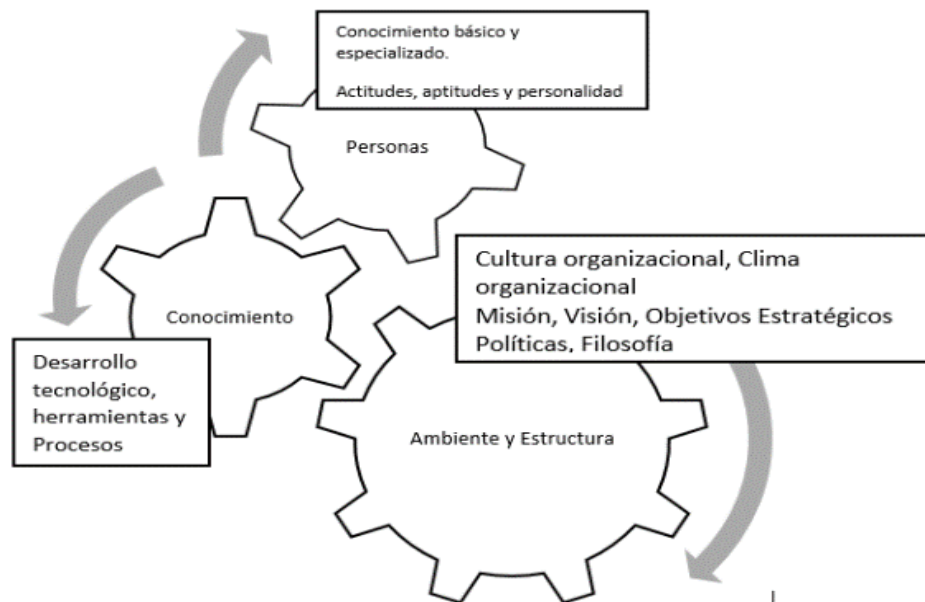 Conocimiento básico y
especializado.
Actitudes, aptitudes y personalidad
Personas
Cultura organizacional, Clima
organizacional
Misión, Visión, Objetivos Estratégicos
Políticas, Filosofía
Conocimiento
Desarrollo
tecnológico,
herramientas y
Procesos
Ambiente y Estructura